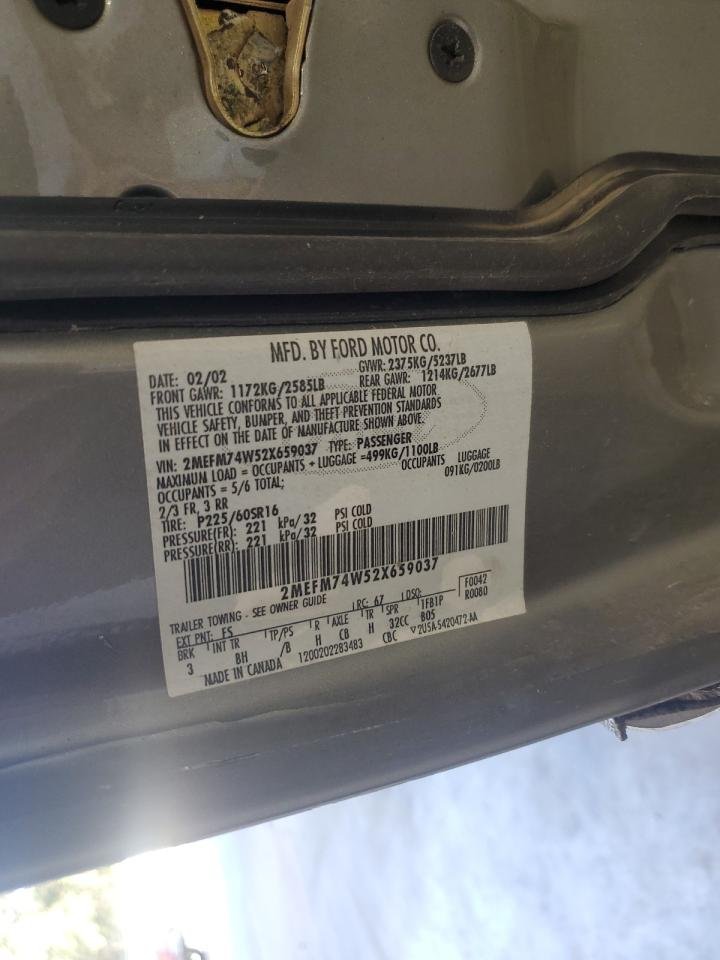 MFD. BY FORD MOTOR CO.
DATE: 02/02 GVWR: 2375KG/5237LB
FRONT GAWR: 1172KG/2585LB REAR GAWR: 1214KG/2677LB
THIS VEHICLE CONFORMS TO ALL APPLICABLE FEDERAL MOTOR
VEHICLE SAFETY, BUMPER, AND THEFT PREVENTION STANDARDS
IN EFFECT ON THE DATE OF MANUFACTURE SHOWN ABOVE.
VIN: 2MEFM74W52X659037 TYPE: PASSENGER
MAXIMUM LOAD = OCCUPANTS + LUGGAGE =499KG/1100LB
OCCUPANTS = 5/6 TOTAL; OCCUPANTS LUGGAGE
2/3 FR, 3 RR 091KG/0200LB
TIRE: P225/60SR16
PRESSURE(FR): 221 kPa/32 PSI COLD
PRESSURE(RR): 221 kPa/32 PSI COLD
2MEFM74W52X659037
TRAILER TOWING - SEE OWNER GUIDE
EXT PNT: FS RC: 67 DSO: F0042
BRK INT TR TP/PS R AXLE TR SPR 1FB1P R0080
3 BH /B H CB H 32CC B05
MADE IN CANADA 1200202283483 CBC ▽2U5A 5420472 AA